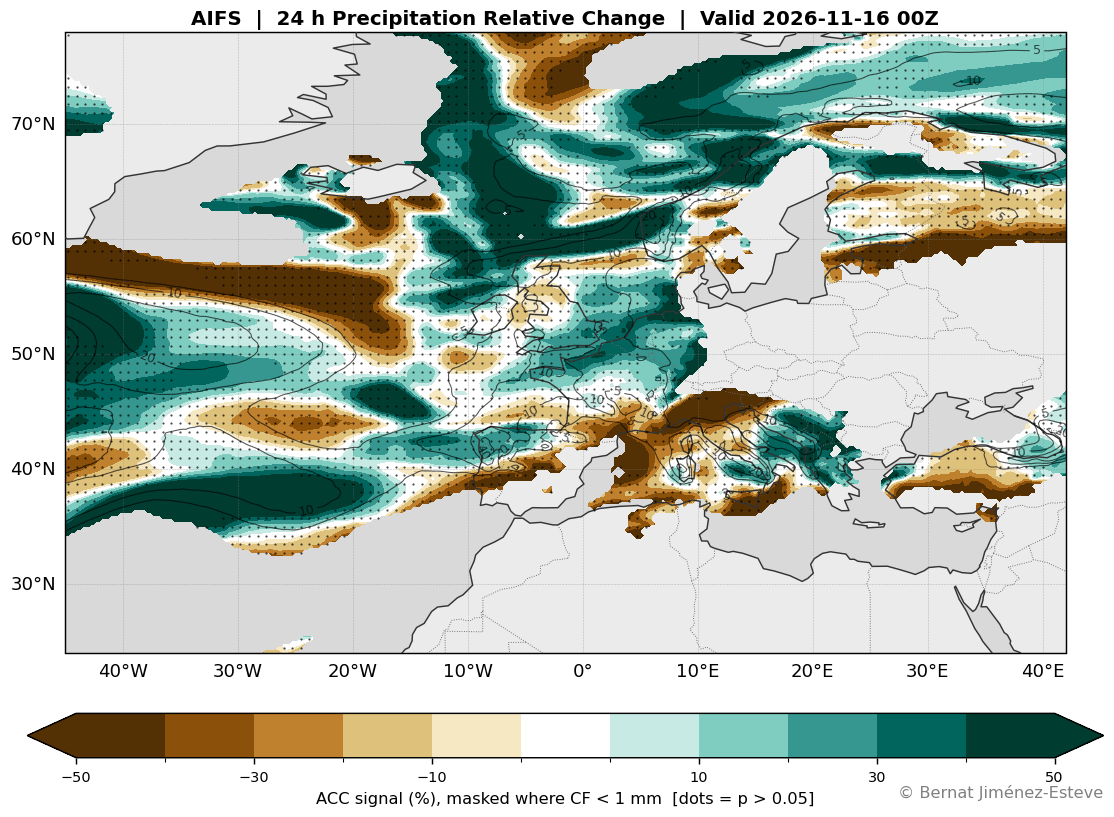 AIFS | 24 h Precipitation Relative Change | Valid 2026-11-16 00Z
70°N
60°N
50°N
40°N
30°N
40°W 30°W 20°W 10°W 0° 10°E 20°E 30°E 40°E
−50 −30 −10 10 30 50
ACC signal (%), masked where CF < 1 mm [dots = p > 0.05]
© Bernat Jiménez-Esteve